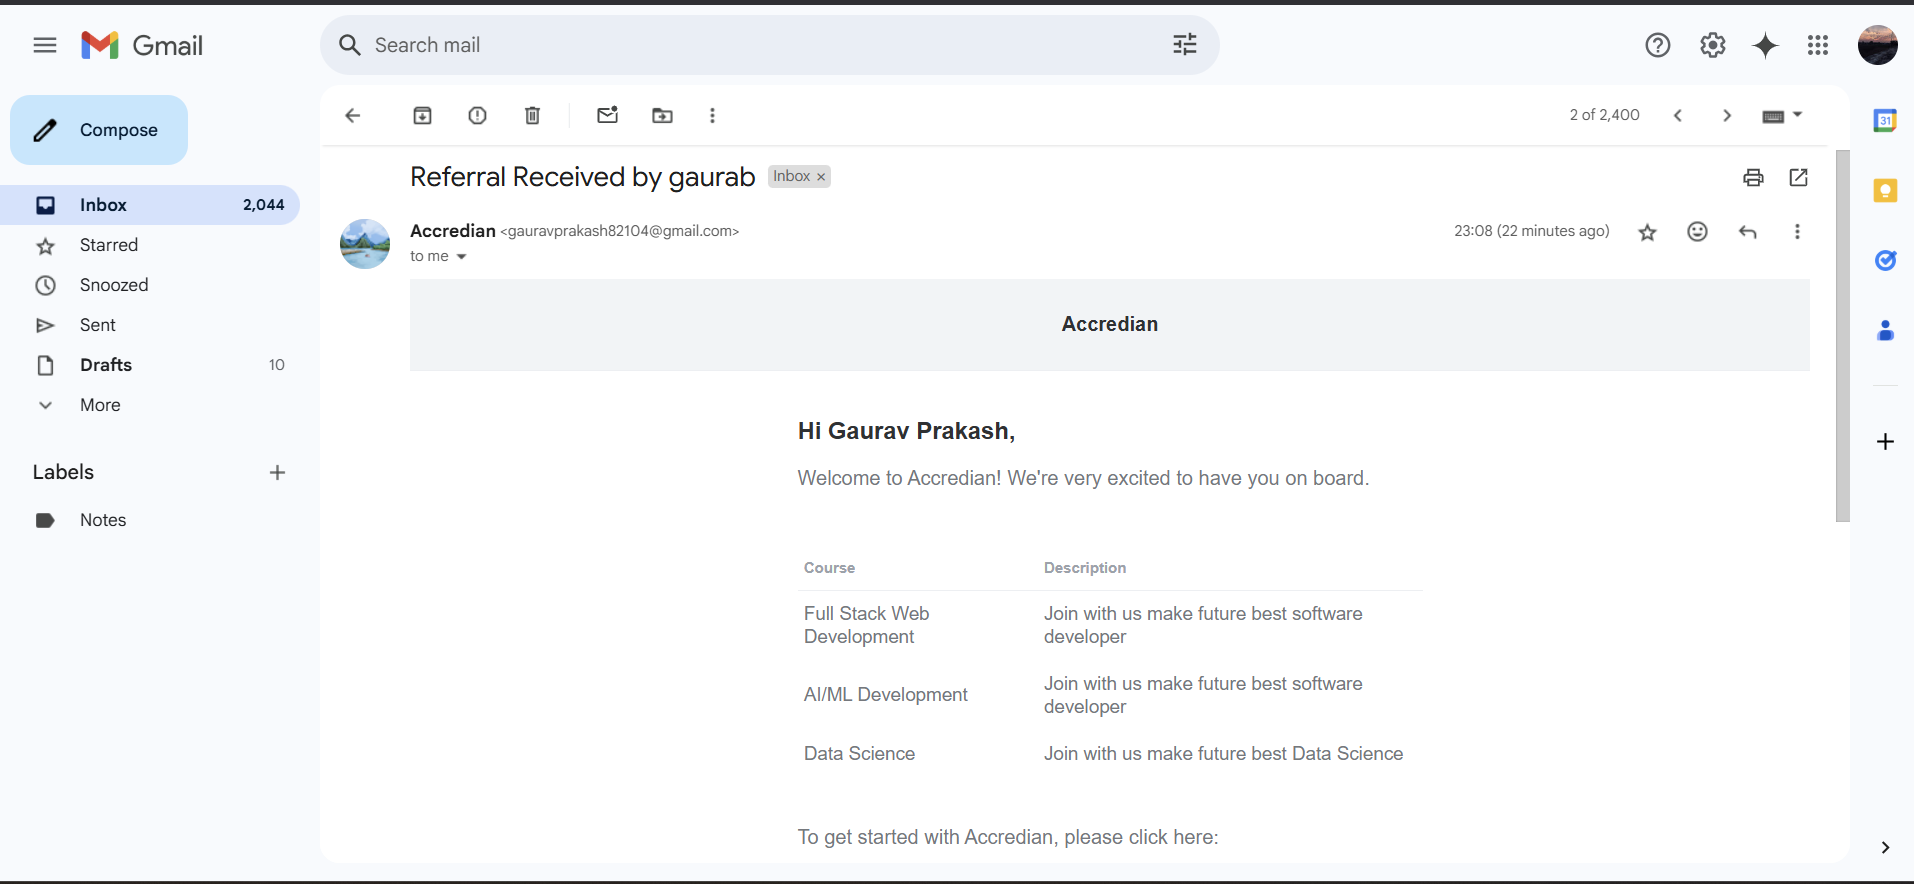 Gmail
Search mail
Compose
2 of 2,400
Inbox 2,044
Starred
Snoozed
Sent
Drafts 10
More
Labels
Notes
Referral Received by gaurab Inbox ×
Accredian <gauravprakash82104@gmail.com> 23:08 (22 minutes ago)
to me
Accredian
Hi Gaurav Prakash,
Welcome to Accredian! We're very excited to have you on board.
Course Description
Full Stack Web Development
Join with us make future best software developer
AI/ML Development
Join with us make future best software developer
Data Science Join with us make future best Data Science
To get started with Accredian, please click here:
31